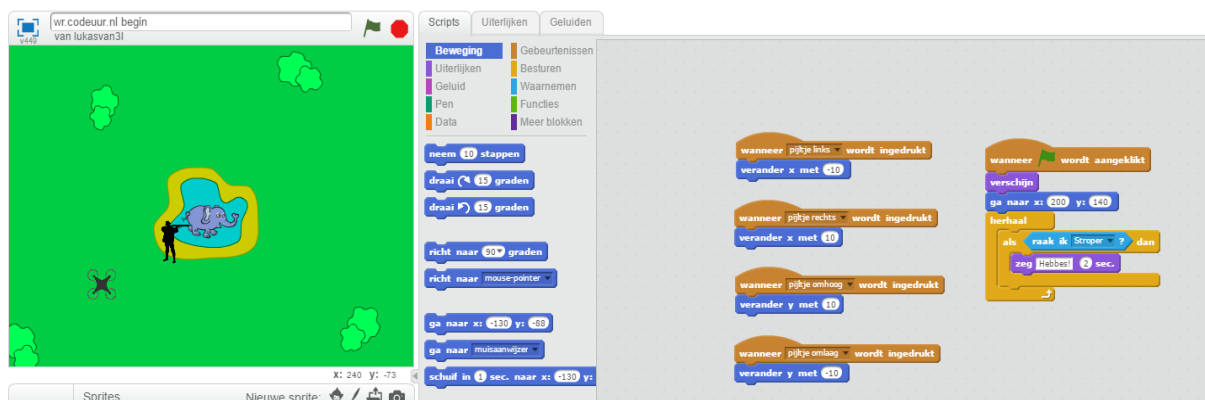 wr.codeuur.nl begin
van lukasvan3l
v449
x: 240 y: -73
Sprites
Nieuwe sprite:
Scripts
Uiterlijken
Geluiden
Beweging
Gebeurtenissen
Uiterlijken
Besturen
Geluid
Waarnemen
Pen
Functies
Data
Meer blokken
neem 10 stappen
draai 15 graden
draai 15 graden
richt naar 90 graden
richt naar mouse-pointer
ga naar x: -130 y: -88
ga naar muisaanwijzer
schuif in 1 sec. naar x: -130 y:
wanneer pijltje links wordt ingedrukt
verander x met -10
wanneer pijltje rechts wordt ingedrukt
verander x met 10
wanneer pijltje omhoog wordt ingedrukt
verander y met 10
wanneer pijltje omlaag wordt ingedrukt
verander y met -10
wanneer wordt aangeklikt
verschijn
ga naar x: 200 y: 140
herhaal
als raak ik Stroper ? dan
zeg Hebbes! 2 sec.